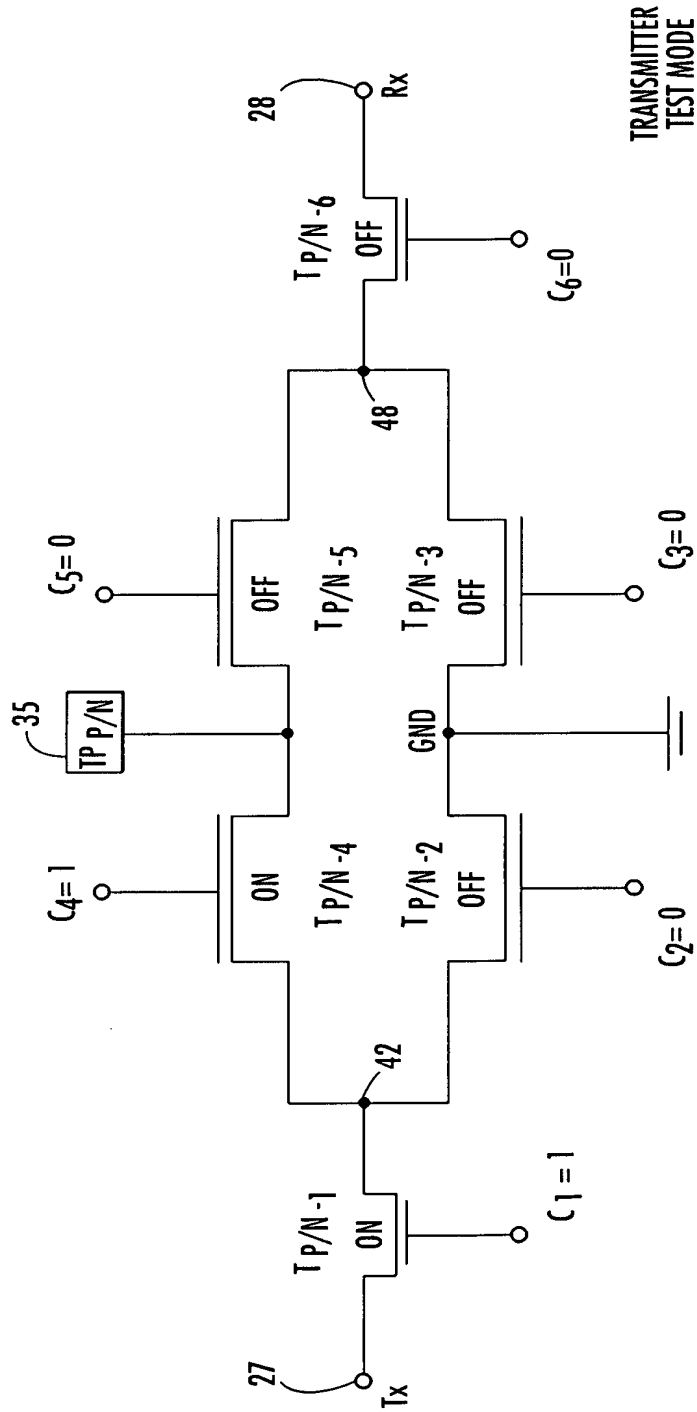 TRANSMITTER
TEST MODE
35
TP P/N
C4=1
C5=0
ON
OFF
T P/N -4
T P/N -5
T P/N -1
ON
T P/N -6
OFF
27
Tx
42
48
28
Rx
T P/N -2
OFF
GND
T P/N -3
OFF
C1=1
C6=0
C2=0
C3=0